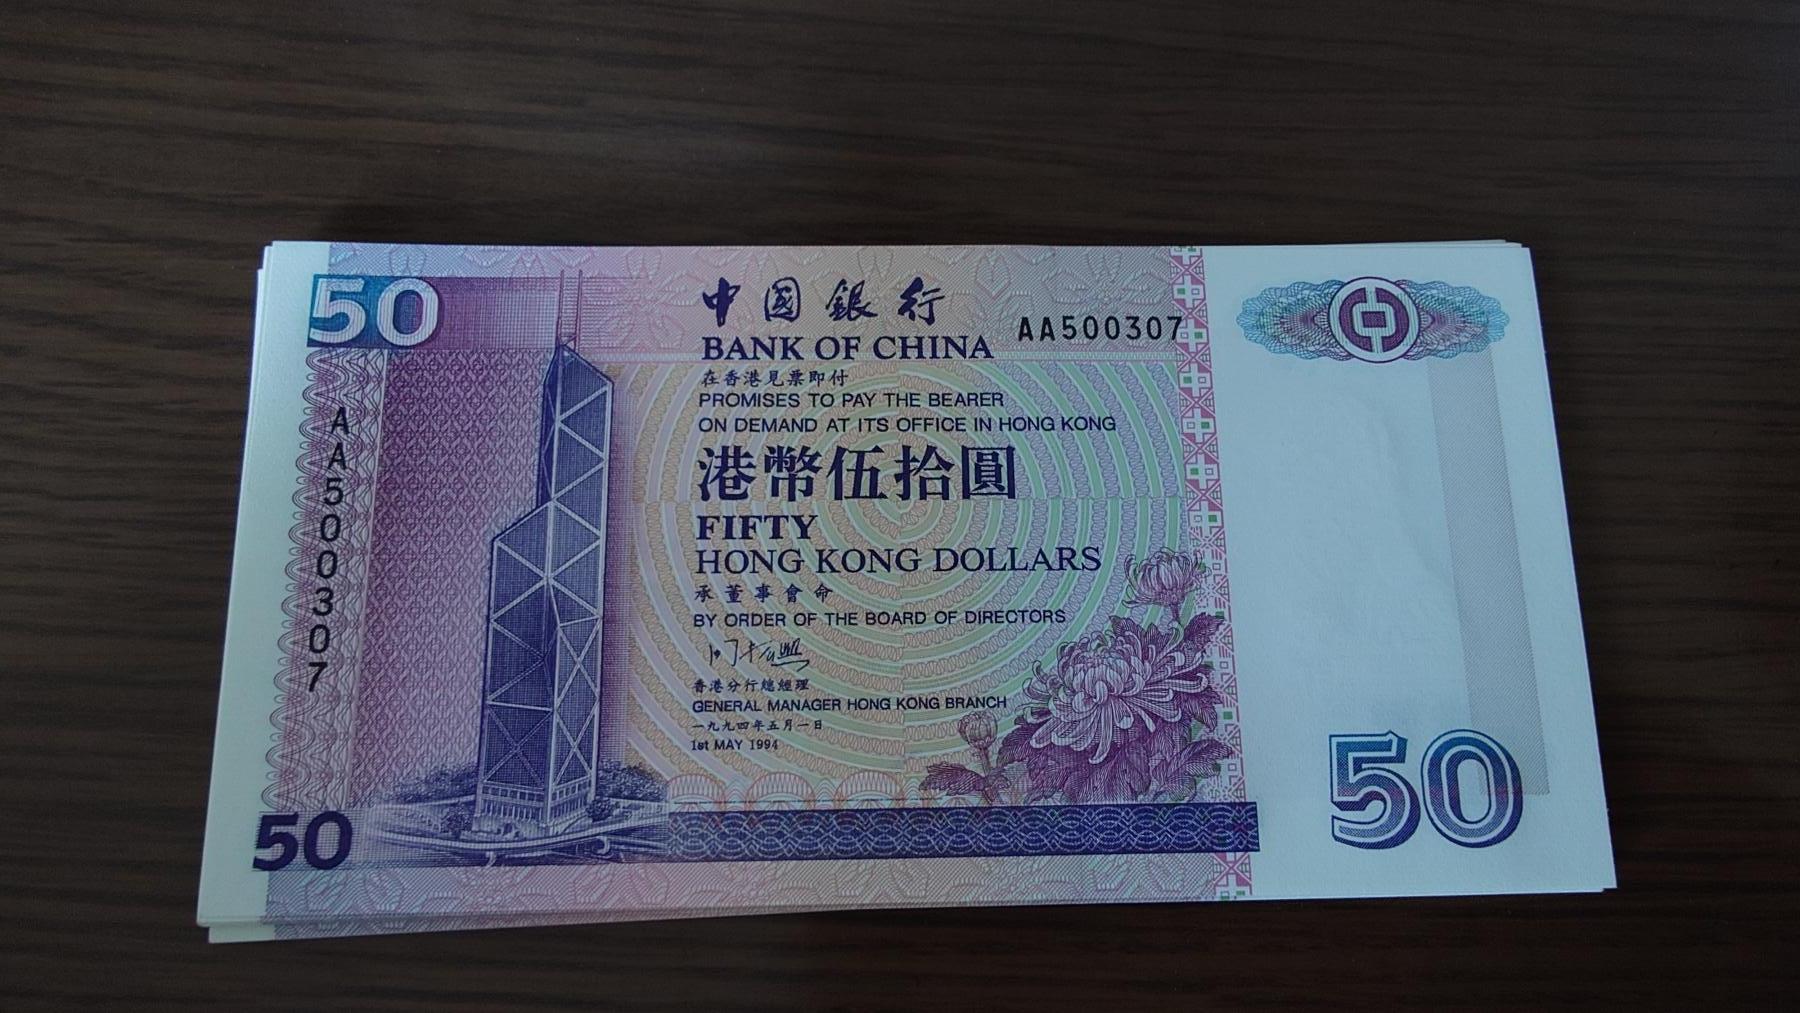 50
中國銀行
BANK OF CHINA
AA500307
在香港見票即付
PROMISES TO PAY THE BEARER
ON DEMAND AT ITS OFFICE IN HONG KONG
港幣伍拾圓
FIFTY
HONG KONG DOLLARS
承董事會命
BY ORDER OF THE BOARD OF DIRECTORS
香港分行總經理
GENERAL MANAGER HONG KONG BRANCH
一九九四年五月一日
1st MAY 1994
AA500307
50
50